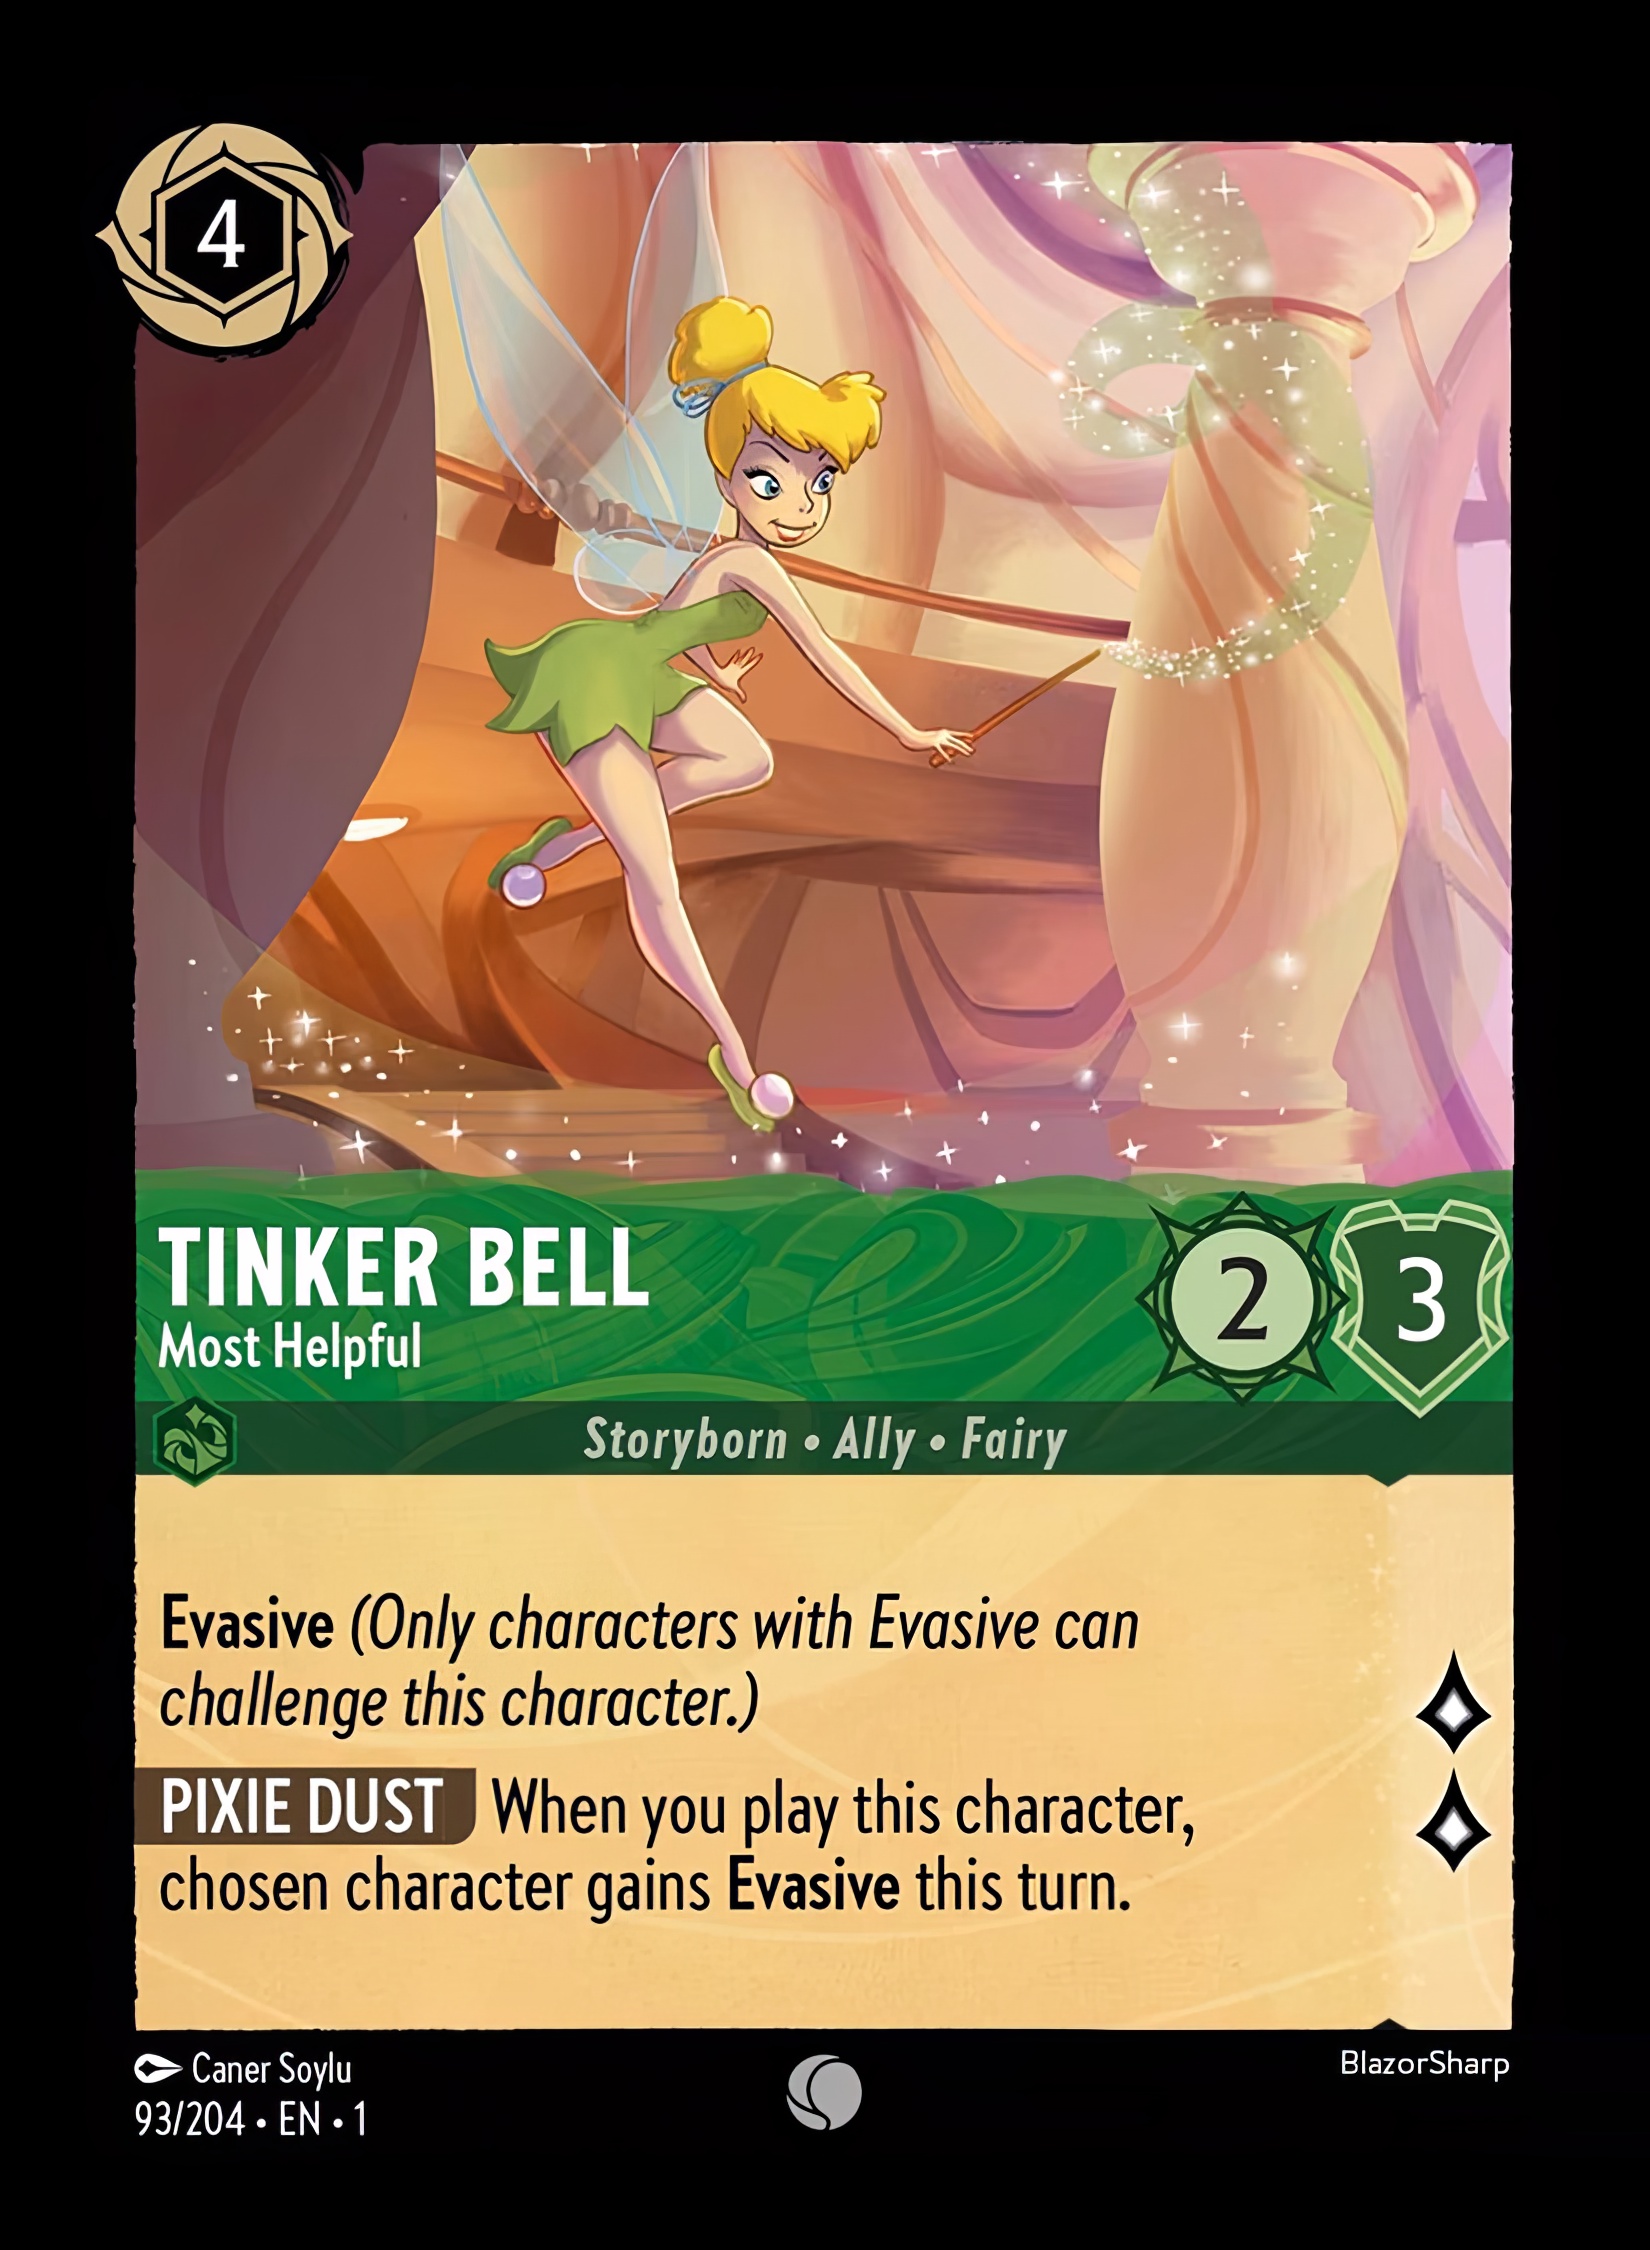 4
TINKER BELL
Most Helpful
2
3
Storyborn • Ally • Fairy
Evasive (Only characters with Evasive can
challenge this character.)
PIXIE DUST When you play this character,
chosen character gains Evasive this turn.
Caner Soylu
BlazorSharp
93/204 • EN • 1